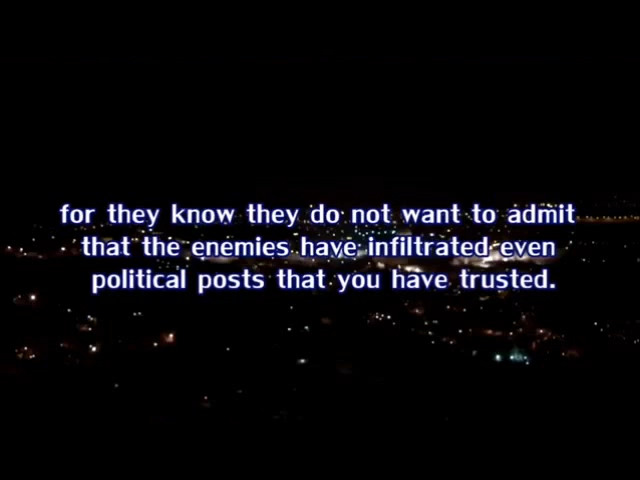 for they know they do not want to admit
that the enemies have infiltrated even
political posts that you have trusted.